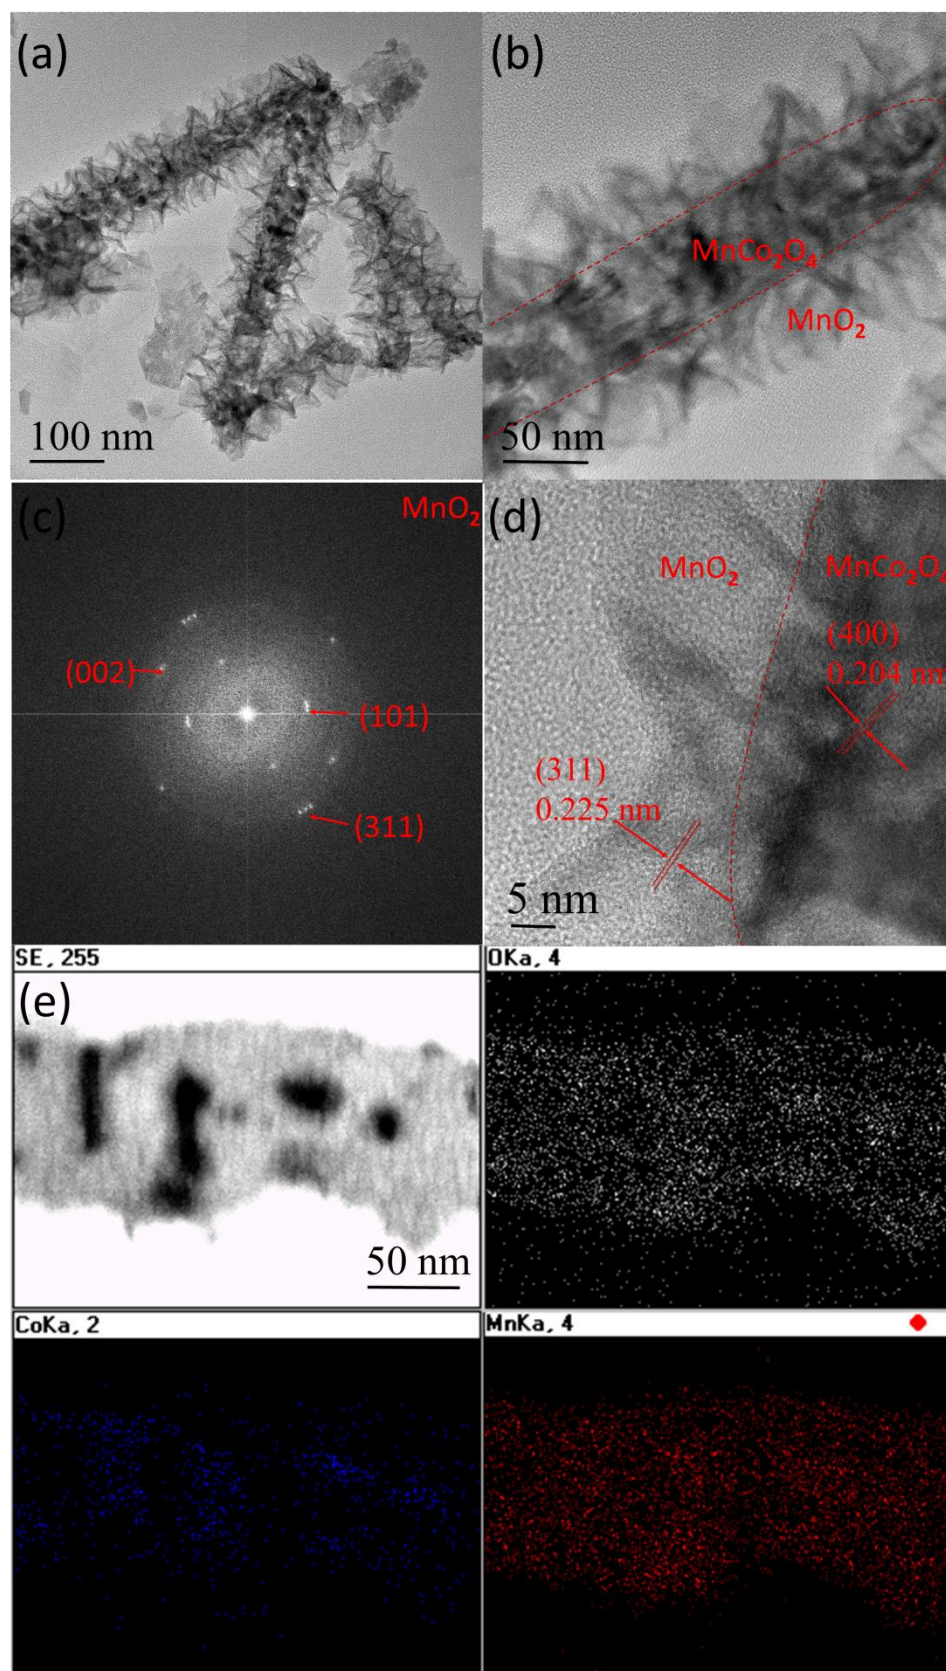 (a)
100 nm
(b)
MnCo₂O₄
MnO₂
50 nm
(c)
MnO₂
(002)
(101)
(311)
(d)
MnO₂
MnCo₂O₄
(400)
0.204 nm
(311)
0.225 nm
5 nm
SE, 255
(e)
50 nm
OKa, 4
CoKa, 2
MnKa, 4